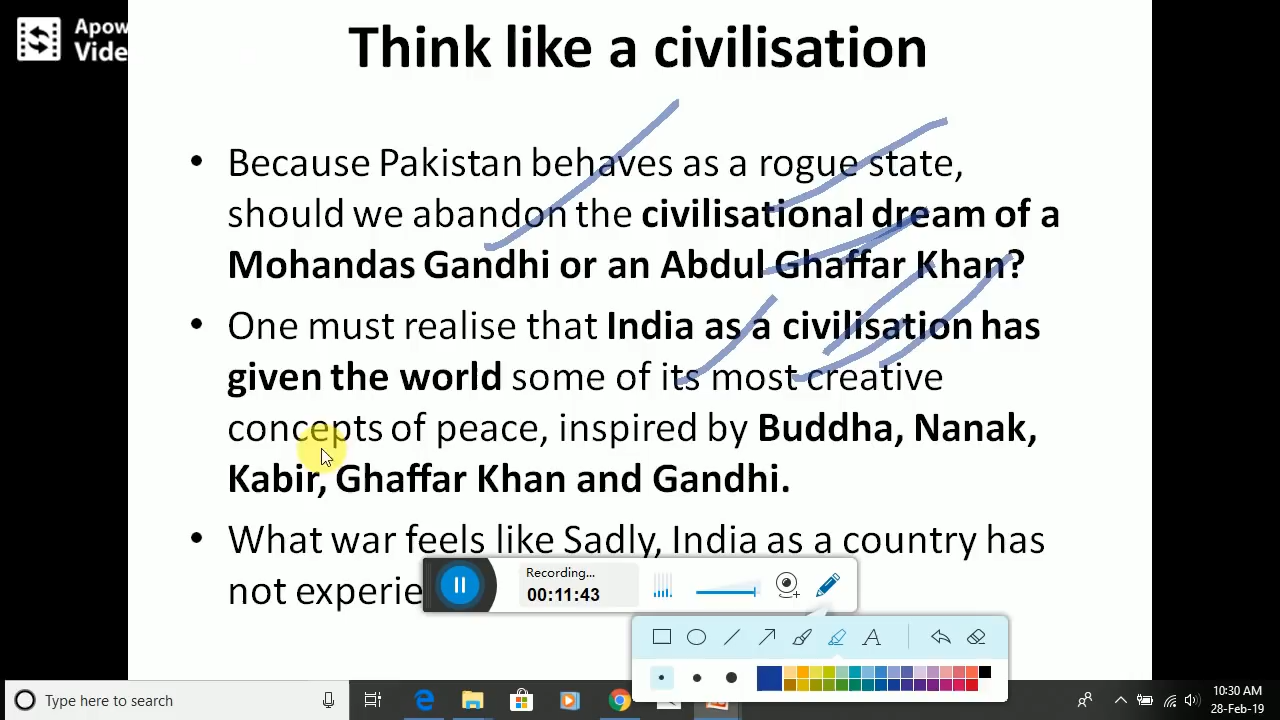 Apow
Vide
Think like a civilisation
• Because Pakistan behaves as a rogue state,
should we abandon the civilisational dream of a
Mohandas Gandhi or an Abdul Ghaffar Khan?
• One must realise that India as a civilisation has
given the world some of its most creative
concepts of peace, inspired by Buddha, Nanak,
Kabir, Ghaffar Khan and Gandhi.
• What war feels like Sadly, India as a country has
not experie
Recording...
00:11:43
A
Type here to search
10:30 AM
28-Feb-19